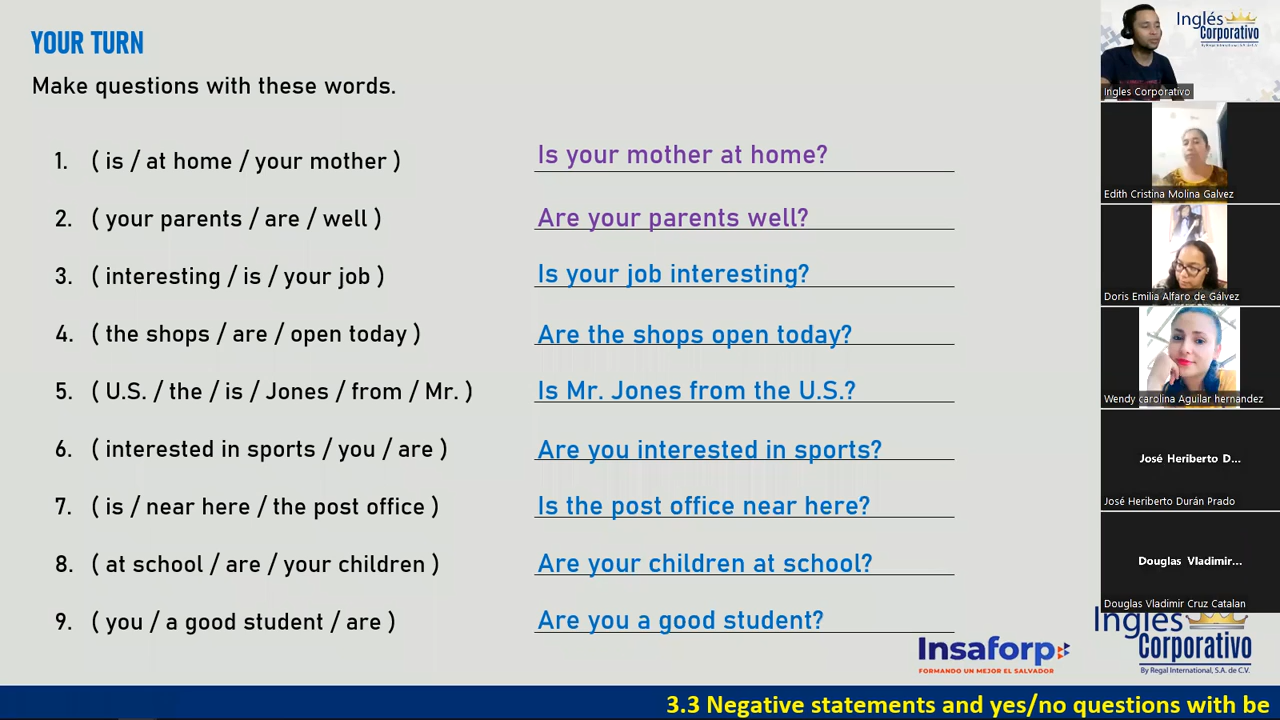 YOUR TURN
Make questions with these words.
1. ( is / at home / your mother ) Is your mother at home?
2. ( your parents / are / well ) Are your parents well?
3. ( interesting / is / your job ) Is your job interesting?
4. ( the shops / are / open today ) Are the shops open today?
5. ( U.S. / the / is / Jones / from / Mr. ) Is Mr. Jones from the U.S.?
6. ( interested in sports / you / are ) Are you interested in sports?
7. ( is / near here / the post office ) Is the post office near here?
8. ( at school / are / your children ) Are your children at school?
9. ( you / a good student / are ) Are you a good student?
Insaforp
FORMANDO UN MEJOR EL SALVADOR
Inglés
Corporativo
By Regal International, S.A. de C.V.
3.3 Negative statements and yes/no questions with be
Inglés
Corporativo
By Regal International, S.A. de C.V.
Ingles Corporativo
Edith Cristina Molina Galvez
Doris Emilia Alfaro de Gálvez
Wendy carolina Aguilar hernandez
José Heriberto D...
José Heriberto Durán Prado
Douglas Vladimir...
Douglas Vladimir Cruz Catalan